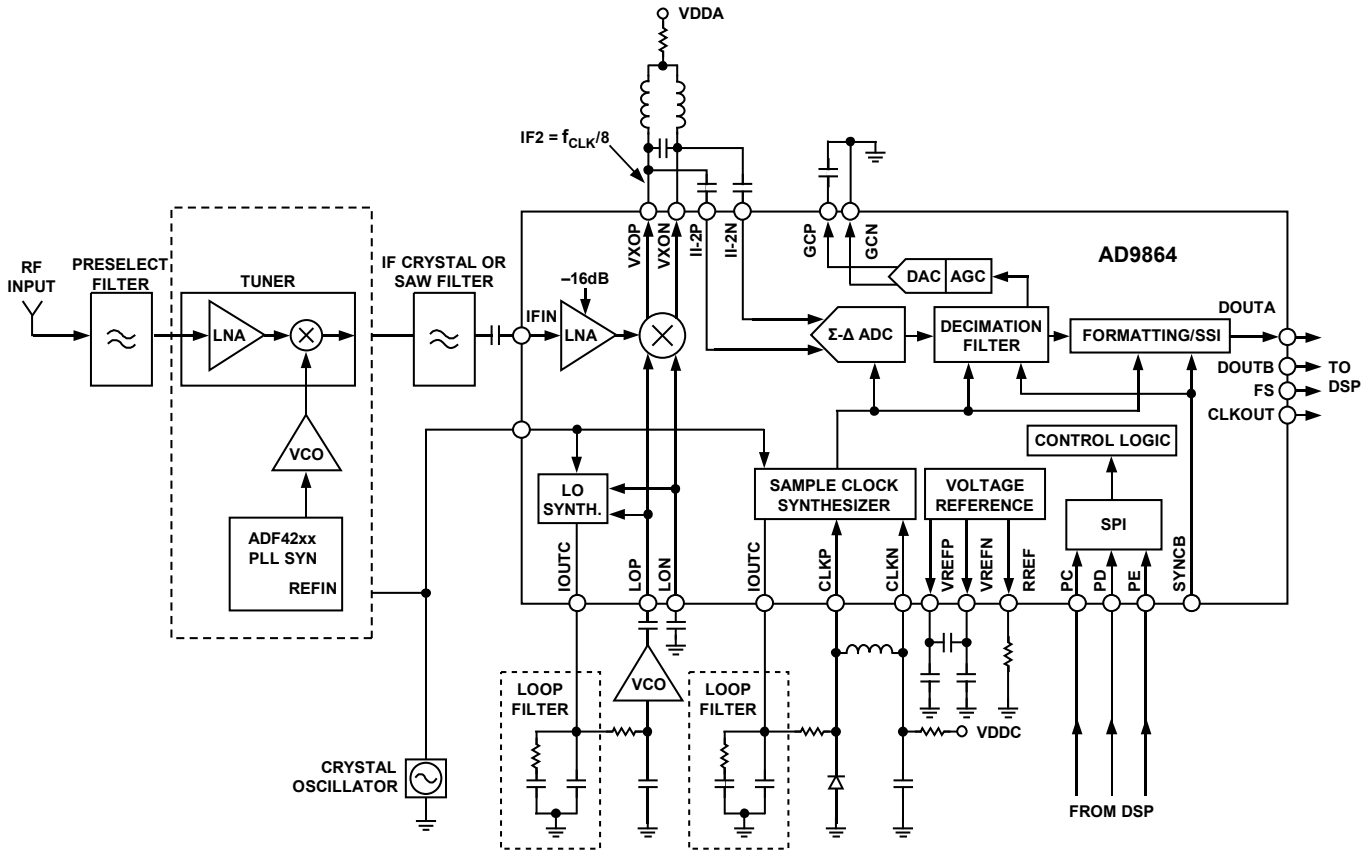 VDDA
IF2 = fCLK/8
VXOP
VXON
II-2P
II-2N
GCP
GCN
AD9864
RF
INPUT
PRESELECT
FILTER
TUNER
LNA
IF CRYSTAL OR
SAW FILTER
IFIN
–16dB
LNA
DAC
AGC
Σ-Δ ADC
DECIMATION
FILTER
FORMATTING/SSI
DOUTA
DOUTB
FS
CLKOUT
TO
DSP
VCO
ADF42xx
PLL SYN
REFIN
LO
SYNTH.
SAMPLE CLOCK
SYNTHESIZER
VOLTAGE
REFERENCE
CONTROL LOGIC
SPI
IOUTC
LOP
LON
IOUTC
CLKP
CLKN
VREFP
VREFN
RREF
PC
PD
PE
SYNCB
LOOP
FILTER
VCO
LOOP
FILTER
VDDC
CRYSTAL
OSCILLATOR
FROM DSP